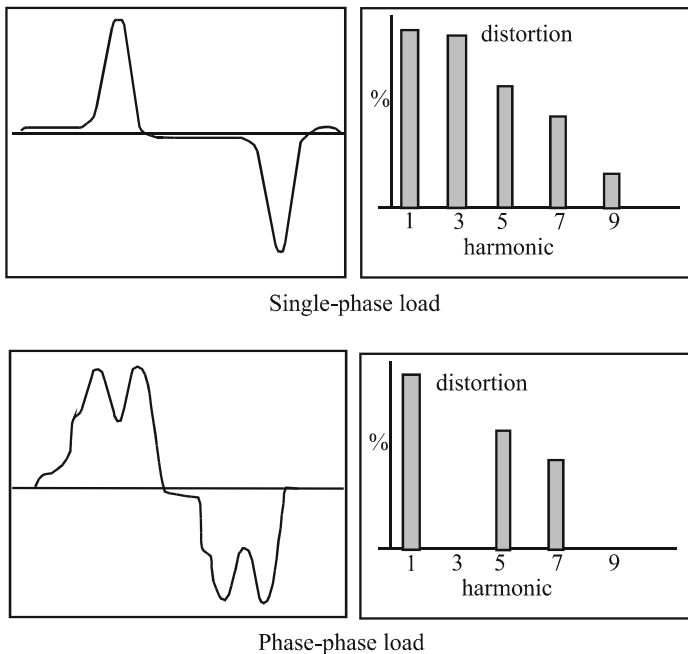 distortion
%
1 3 5 7 9
harmonic
Single-phase load
distortion
%
1 3 5 7 9
harmonic
Phase-phase load